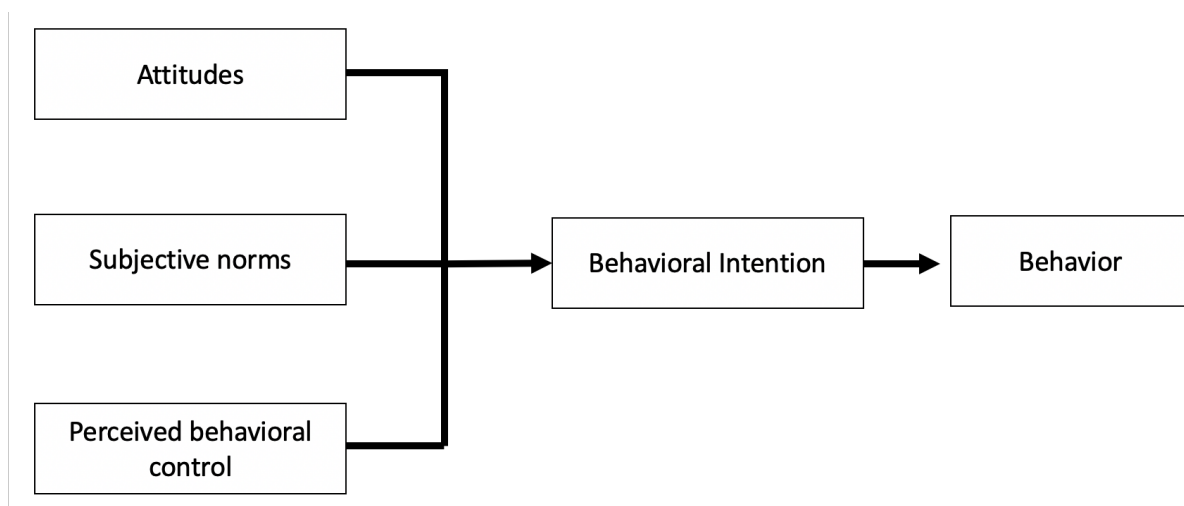 Attitudes
Subjective norms
Behavioral Intention
Behavior
Perceived behavioral
control